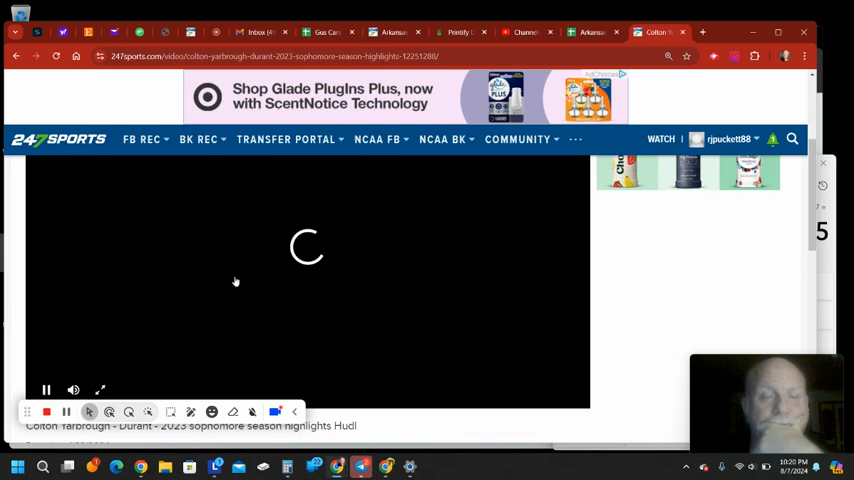 Inbox (4
Gus Car
Arkansas
Printify D
Channel
Arkansas
Colton Y
247sports.com/video/colton-yarbrough-durant-2023-sophomore-season-highlights-12251288/
AdChoices
Shop Glade PlugIns Plus, now
with ScentNotice Technology
247SPORTS
FB REC
BK REC
TRANSFER PORTAL
NCAA FB
NCAA BK
COMMUNITY
WATCH
rjpuckett88
1
5
Colton Yarbrough - Durant - 2023 sophomore season highlights Hudl
10:20 PM
8/7/2024